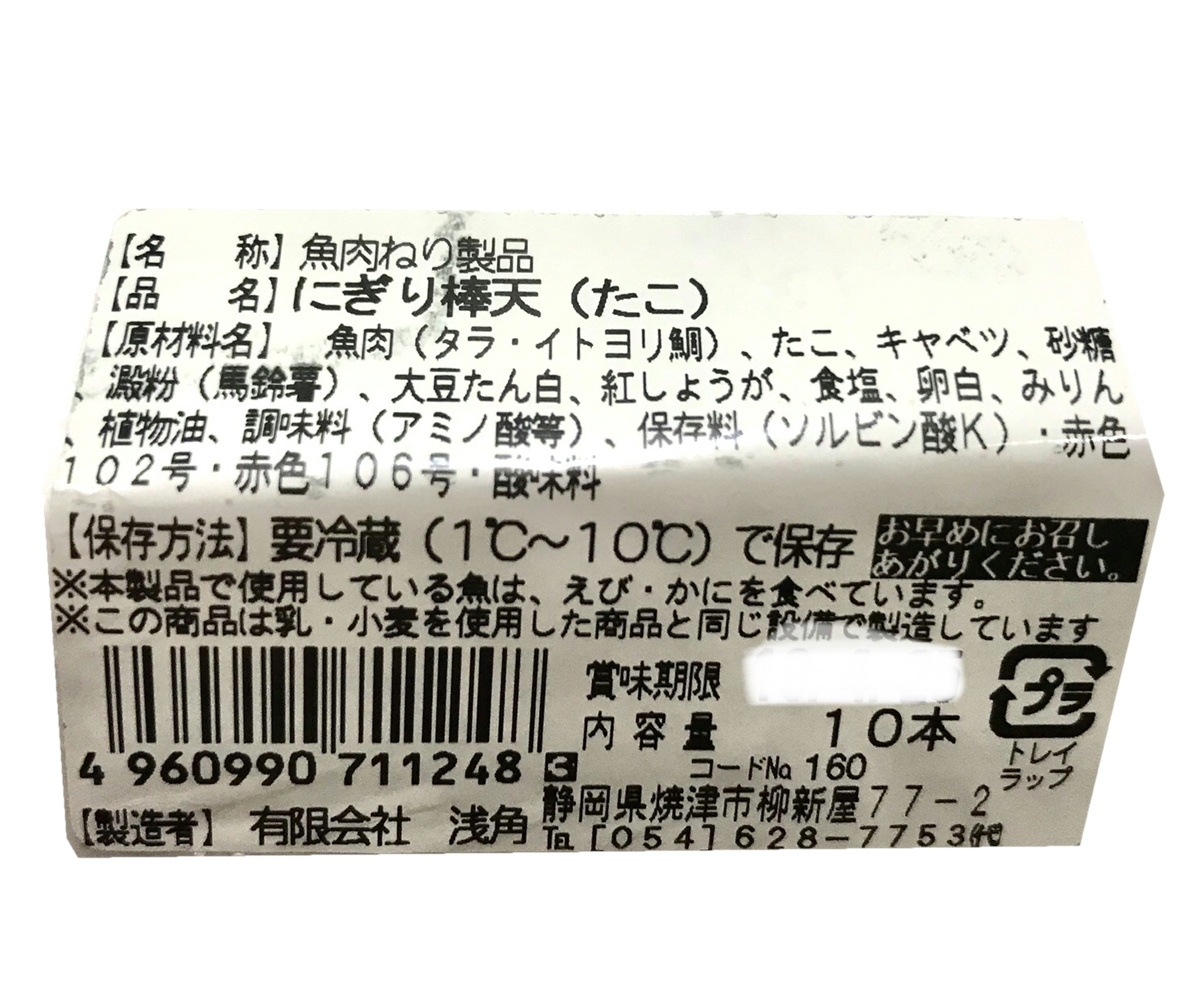 【名　　称】魚肉ねり製品
【品　　名】にぎり棒天（たこ）
【原材料名】　魚肉（タラ・イトヨリ鯛）、たこ、キャベツ、砂糖
、澱粉（馬鈴薯）、大豆たん白、紅しょうが、食塩、卵白、みりん
、植物油、調味料（アミノ酸等）、保存料（ソルビン酸K）・赤色
102号・赤色106号・酸味料
【保存方法】要冷蔵（1℃～10℃）で保存
お早めにお召し
あがりください。
※本製品で使用している魚は、えび・かにを食べています。
※この商品は乳・小麦を使用した商品と同じ設備で製造しています
賞味期限
内容量　10本
プラ
トレイ
ラップ
4 960990 711248 3
コードNo 160
【製造者】　有限会社　浅角
静岡県焼津市柳新屋77-2
TEL［054］628-7753代